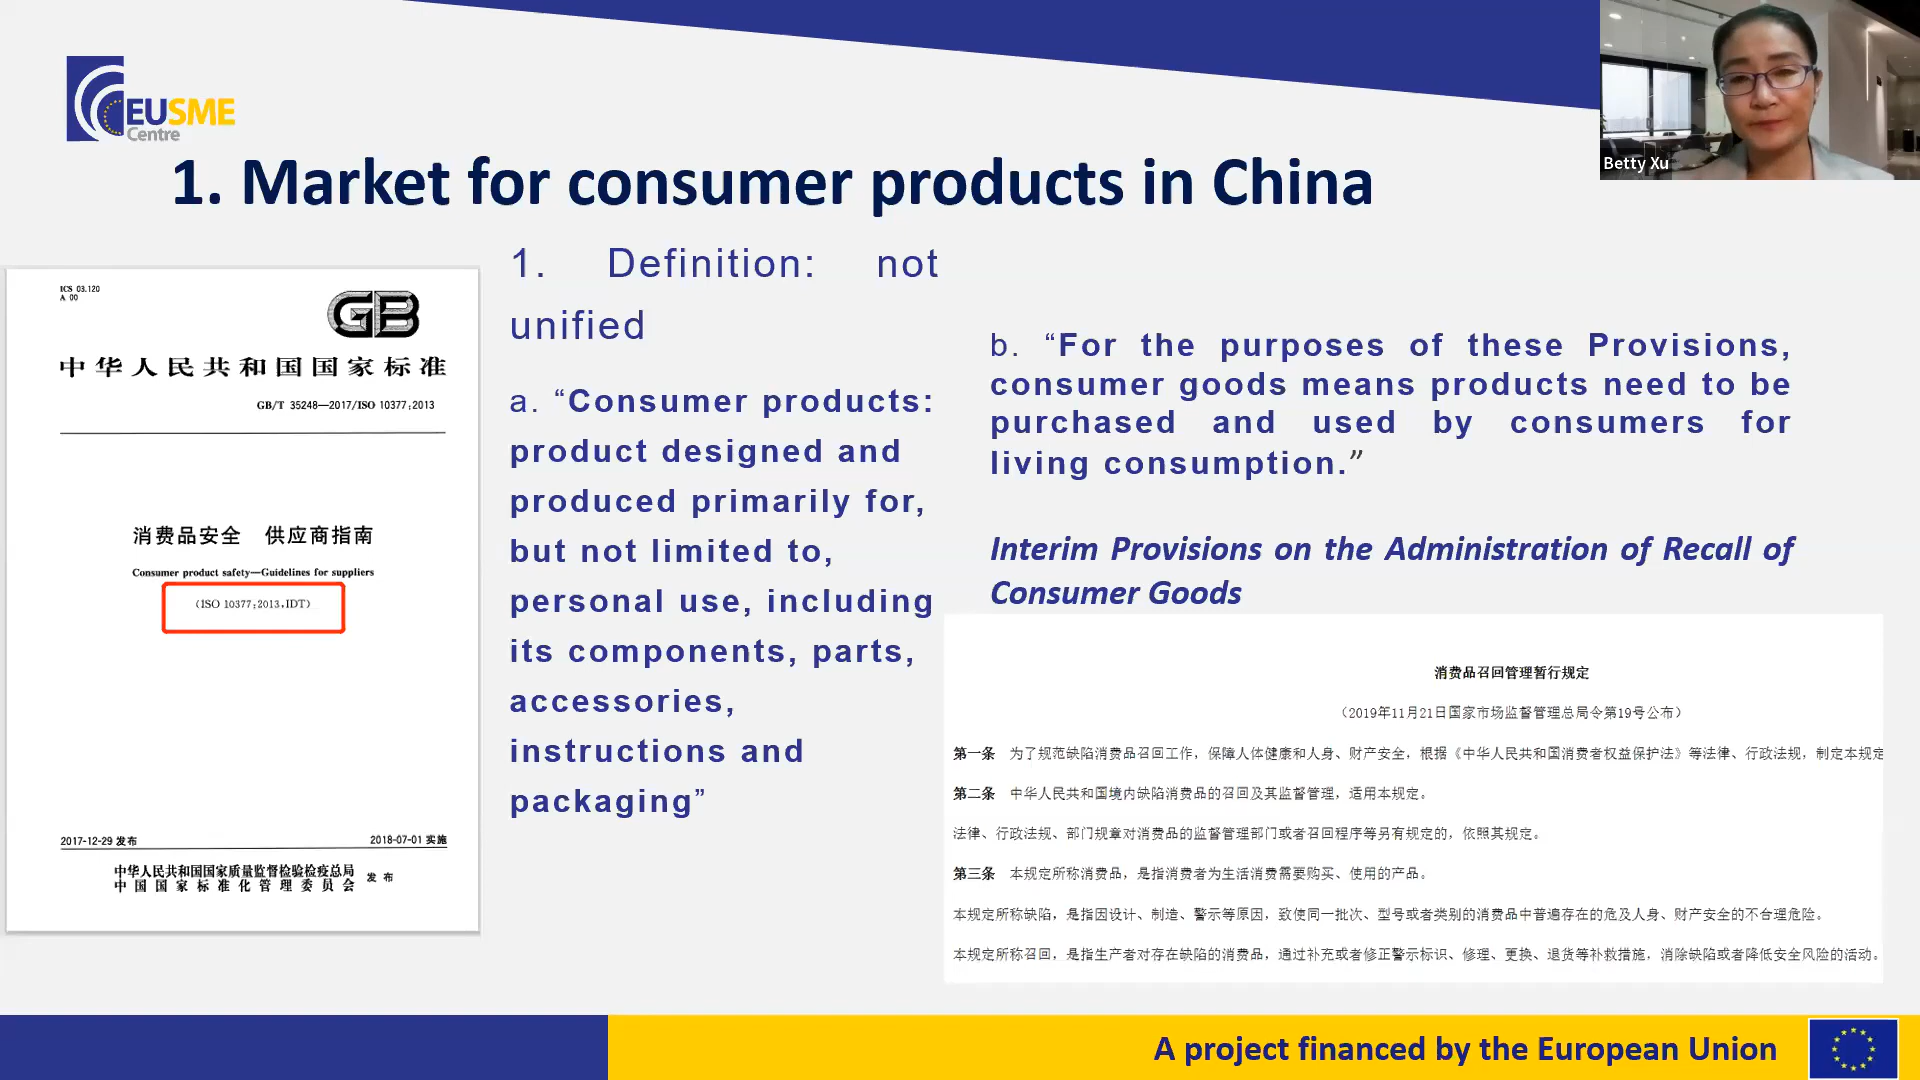 EUSME
Centre
Betty Xu
1. Market for consumer products in China
ICS 03.120
A 00
GB
中华人民共和国国家标准
GB/T 35248—2017/ISO 10377:2013
消费品安全 供应商指南
Consumer product safety—Guidelines for suppliers
(ISO 10377:2013,IDT)
2017-12-29 发布
2018-07-01 实施
中华人民共和国国家质量监督检验检疫总局
中国国家标准化管理委员会
发布
1. Definition: not
unified
a. “Consumer products:
product designed and
produced primarily for,
but not limited to,
personal use, including
its components, parts,
accessories,
instructions and
packaging”
b. “For the purposes of these Provisions,
consumer goods means products need to be
purchased and used by consumers for
living consumption.”
Interim Provisions on the Administration of Recall of
Consumer Goods
消费品召回管理暂行规定
（2019年11月21日国家市场监督管理总局令第19号公布）
第一条 为了规范缺陷消费品召回工作，保障人体健康和人身、财产安全，根据《中华人民共和国消费者权益保护法》等法律、行政法规，制定本规定
第二条 中华人民共和国境内缺陷消费品的召回及其监督管理，适用本规定。
法律、行政法规、部门规章对消费品的监督管理部门或者召回程序等另有规定的，依照其规定。
第三条 本规定所称消费品，是指消费者为生活消费需要购买、使用的产品。
本规定所称缺陷，是指因设计、制造、警示等原因，致使同一批次、型号或者类别的消费品中普遍存在的危及人身、财产安全的不合理危险。
本规定所称召回，是指生产者对存在缺陷的消费品，通过补充或者修正警示标识、修理、更换、退货等补救措施，消除缺陷或者降低安全风险的活动。
A project financed by the European Union